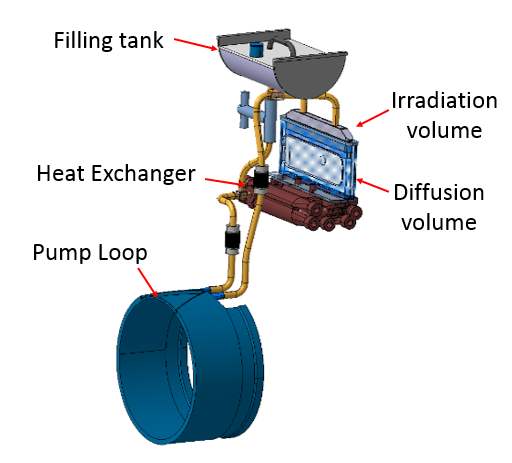 Filling tank
Irradiation
volume
Heat Exchanger
Diffusion
volume
Pump Loop